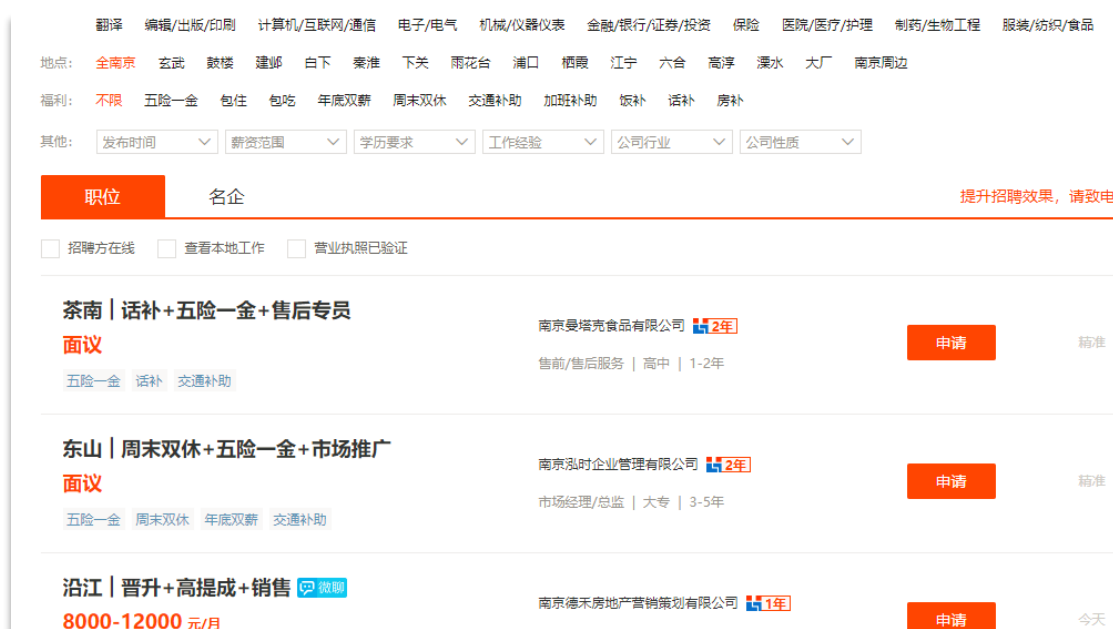 翻译 编辑/出版/印刷 计算机/互联网/通信 电子/电气 机械/仪器仪表 金融/银行/证券/投资 保险 医院/医疗/护理 制药/生物工程 服装/纺织/食品
地点: 全南京 玄武 鼓楼 建邺 白下 秦淮 下关 雨花台 浦口 栖霞 江宁 六合 高淳 溧水 大厂 南京周边
福利: 不限 五险一金 包住 包吃 年底双薪 周末双休 交通补助 加班补助 饭补 话补 房补
其他: 发布时间 薪资范围 学历要求 工作经验 公司行业 公司性质
职位 名企 提升招聘效果，请致电
招聘方在线 查看本地工作 营业执照已验证
茶南 | 话补+五险一金+售后专员
面议
五险一金 话补 交通补助
南京曼塔克食品有限公司 2年
售前/售后服务 | 高中 | 1-2年
申请
精准
东山 | 周末双休+五险一金+市场推广
面议
五险一金 周末双休 年底双薪 交通补助
南京泓时企业管理有限公司 2年
市场经理/总监 | 大专 | 3-5年
申请
精准
沿江 | 晋升+高提成+销售 微聊
8000-12000 元/月
南京德禾房地产营销策划有限公司 1年
申请
今天